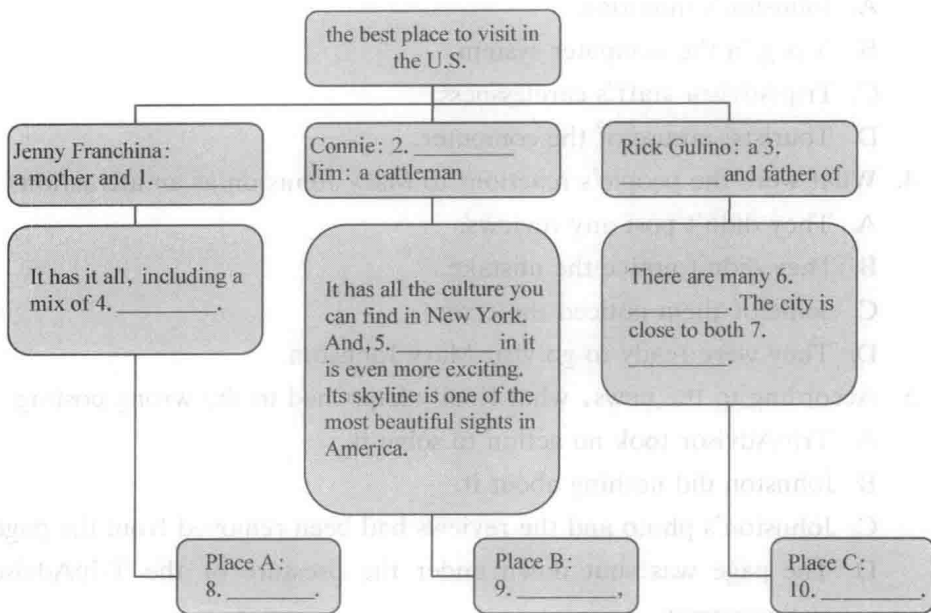 the best place to visit in
the U.S.
Jenny Franchina:
a mother and 1. ________
Connie: 2. ________
Jim: a cattleman
Rick Gulino: a 3.
________ and father of
It has it all, including a
mix of 4. ________.
It has all the culture you
can find in New York.
And, 5. ________ in it
is even more exciting.
Its skyline is one of the
most beautiful sights in
America.
There are many 6.
________ The city is
close to both 7.
________.
Place A:
8. ________.
Place B:
9. ________.
Place C:
10. ________.